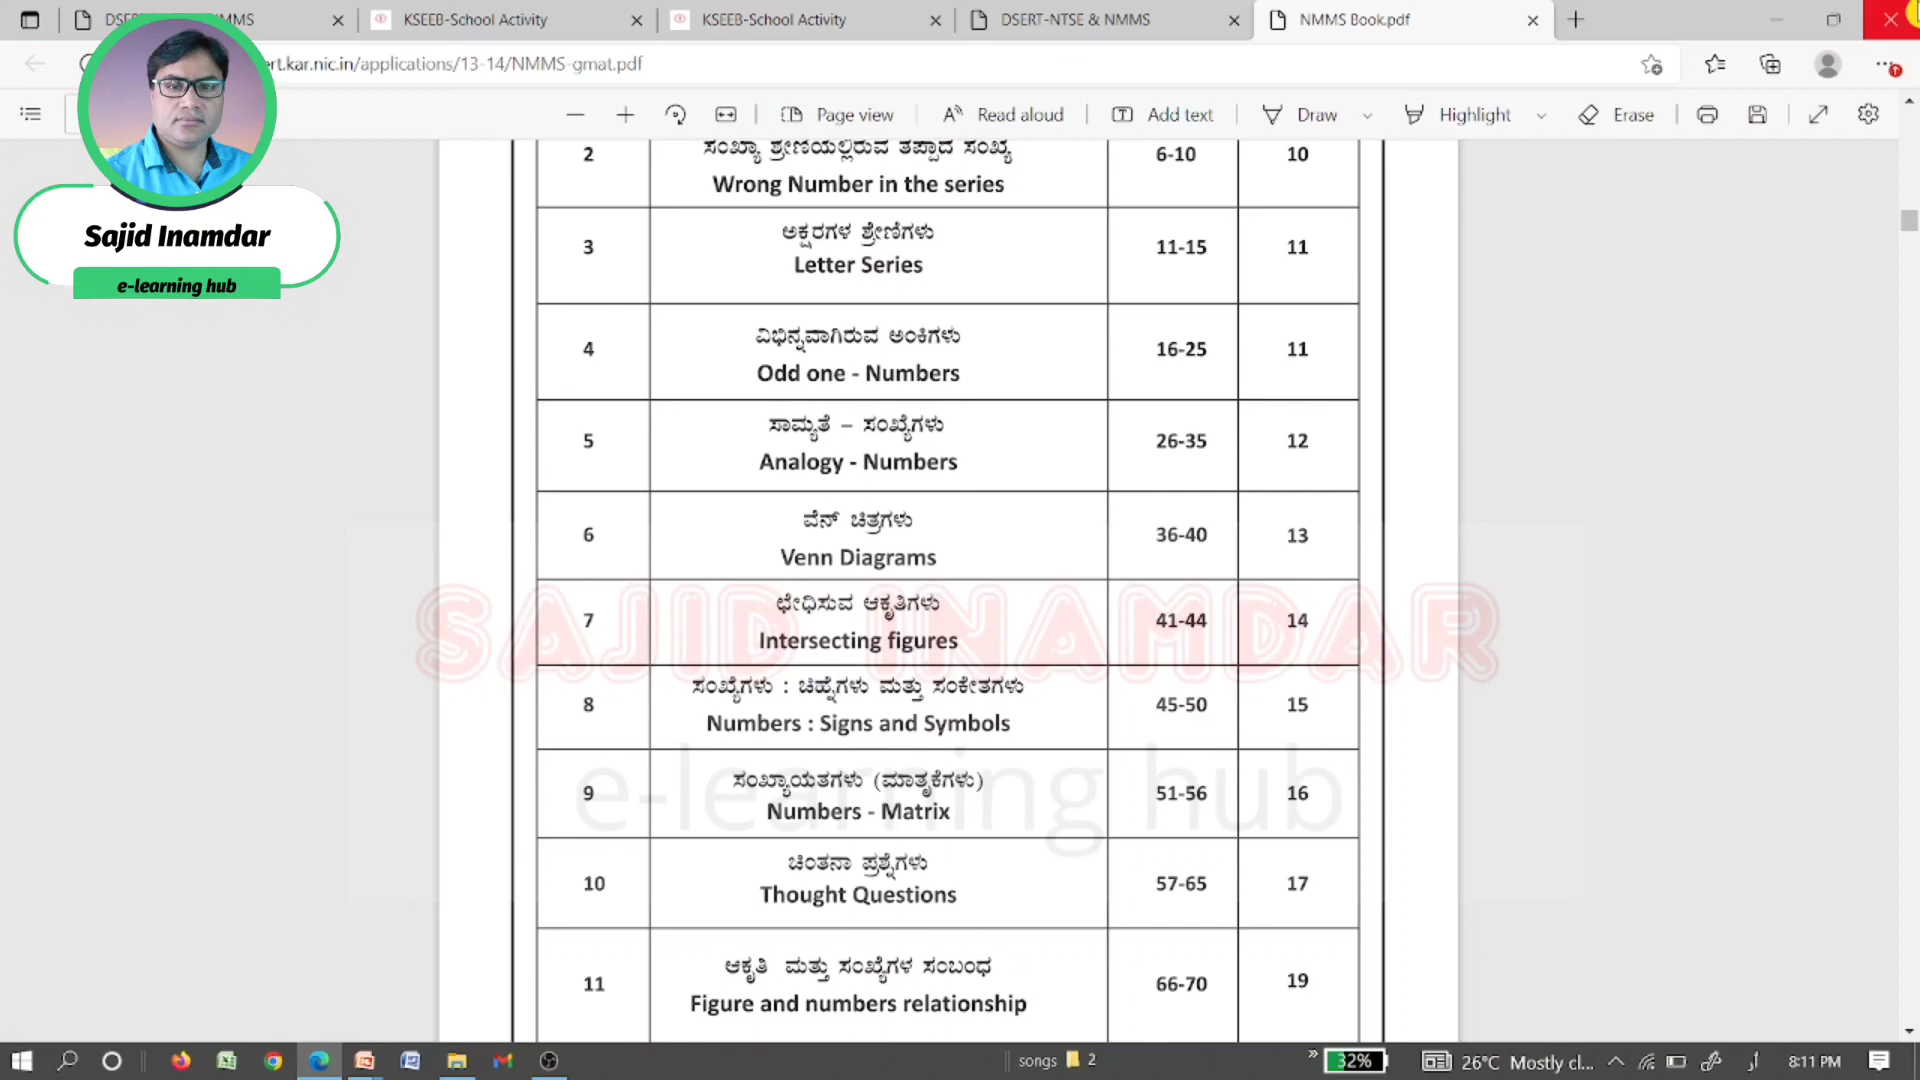 NMMS
KSEEB-School Activity
KSEEB-School Activity
DSERT-NTSE & NMMS
NMMS Book.pdf
ert.kar.nic.in/applications/13-14/NMMS-gmat.pdf
Page view
Read aloud
Add text
Draw
Highlight
Erase
Sajid Inamdar
e-learning hub
2 ಸಂಖ್ಯಾ ಶ್ರೇಣಿಯಲ್ಲಿರುವ ತಪ್ಪಾದ ಸಂಖ್ಯೆ 6-10 10
Wrong Number in the series
3 ಅಕ್ಷರಗಳ ಶ್ರೇಣಿಗಳು 11-15 11
Letter Series
4 ವಿಭಿನ್ನವಾಗಿರುವ ಅಂಕಿಗಳು 16-25 11
Odd one - Numbers
5 ಸಾಮ್ಯತೆ – ಸಂಖ್ಯೆಗಳು 26-35 12
Analogy - Numbers
6 ವೆನ್ ಚಿತ್ರಗಳು 36-40 13
Venn Diagrams
7 ಛೇಧಿಸುವ ಆಕೃತಿಗಳು 41-44 14
Intersecting figures
SAJID INAMDAR
8 ಸಂಖ್ಯೆಗಳು : ಚಿಹ್ನೆಗಳು ಮತ್ತು ಸಂಕೇತಗಳು 45-50 15
Numbers : Signs and Symbols
9 ಸಂಖ್ಯಾಯತಗಳು (ಮಾತೃಕೆಗಳು) 51-56 16
Numbers - Matrix
e-learning hub
10 ಚಿಂತನಾ ಪ್ರಶ್ನೆಗಳು 57-65 17
Thought Questions
11 ಆಕೃತಿ ಮತ್ತು ಸಂಖ್ಯೆಗಳ ಸಂಬಂಧ 66-70 19
Figure and numbers relationship
songs 2
32%
26°C Mostly cl...
8:11 PM